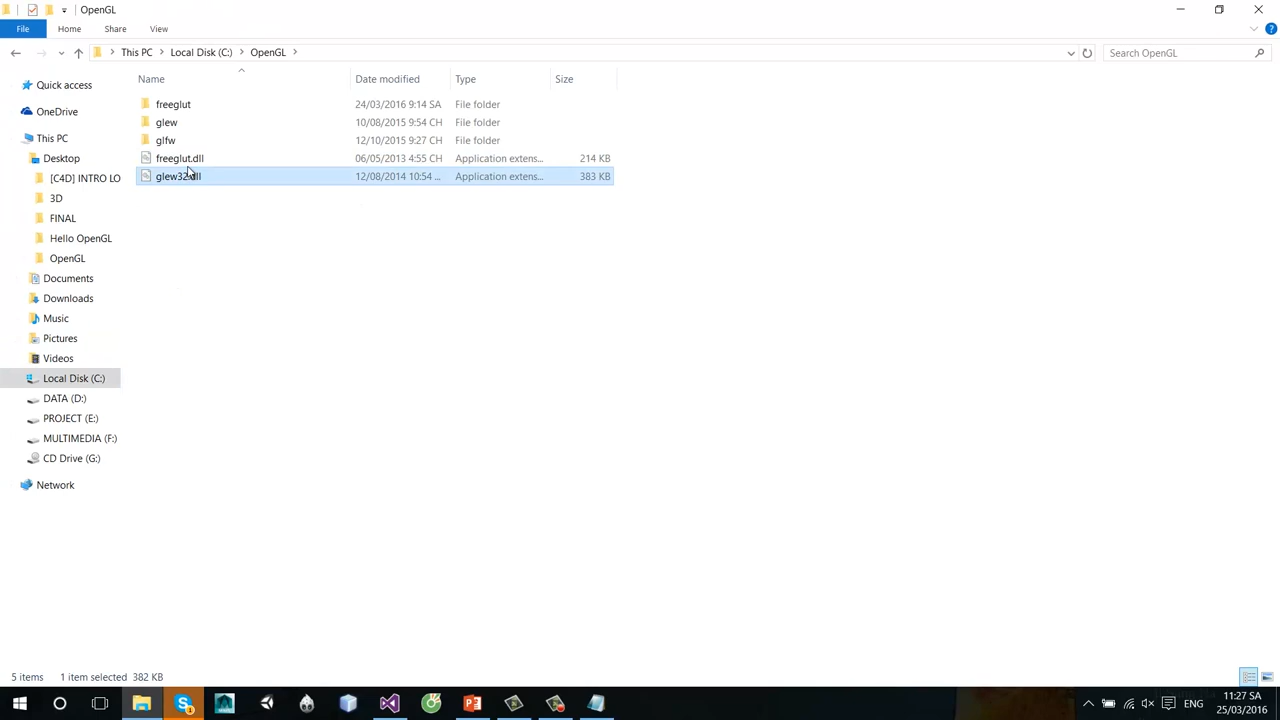 OpenGL
File Home Share View
This PC Local Disk (C:) OpenGL Search OpenGL
Name Date modified Type Size
Quick access
OneDrive
This PC
Desktop
[C4D] INTRO LO
3D
FINAL
Hello OpenGL
OpenGL
Documents
Downloads
Music
Pictures
Videos
Local Disk (C:)
DATA (D:)
PROJECT (E:)
MULTIMEDIA (F:)
CD Drive (G:)
Network
freeglut 24/03/2016 9:14 SA File folder
glew 10/08/2015 9:54 CH File folder
glfw 12/10/2015 9:27 CH File folder
freeglut.dll 06/05/2013 4:55 CH Application extens... 214 KB
glew32.dll 12/08/2014 10:54 ... Application extens... 383 KB
5 items 1 item selected 382 KB
ENG
11:27 SA
25/03/2016